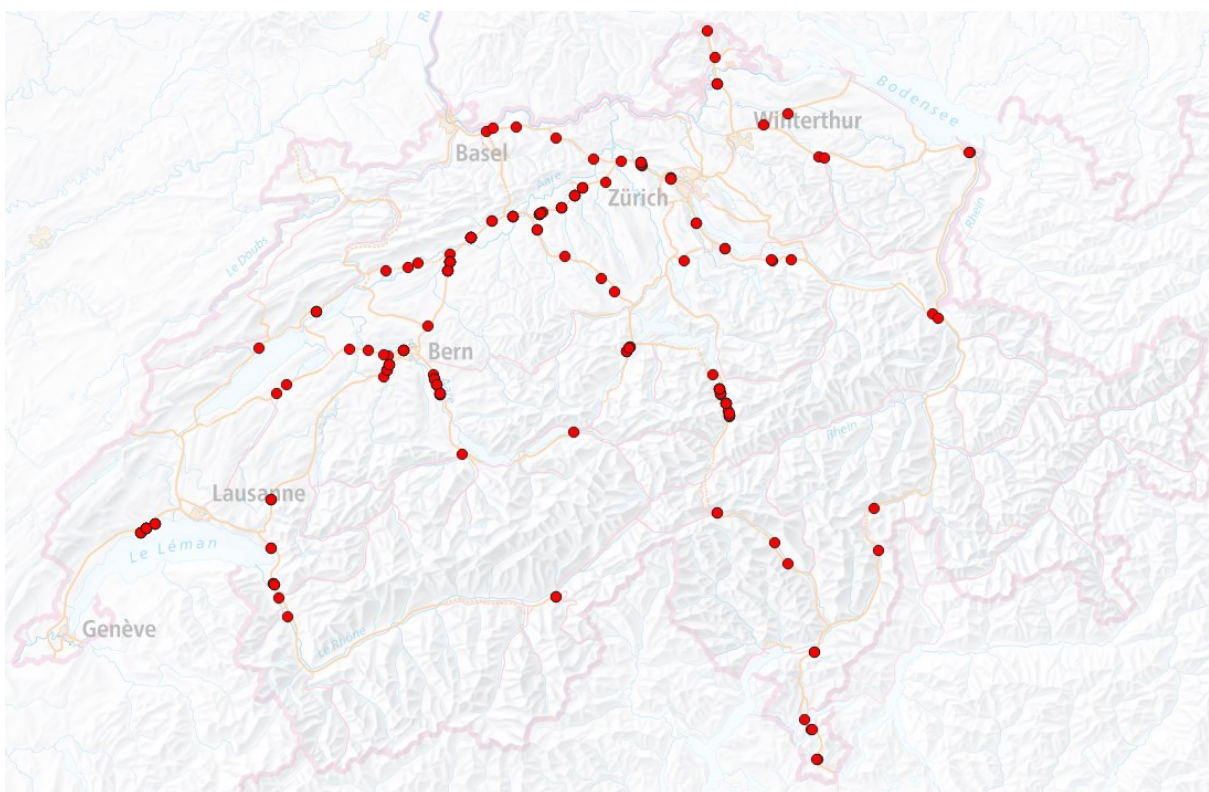 Bodensee
Winterthur
Basel
Aare
Zürich
Rhein
Le Doubs
Bern
Rhein
Lausanne
Le Léman
Genève
Le Rhône